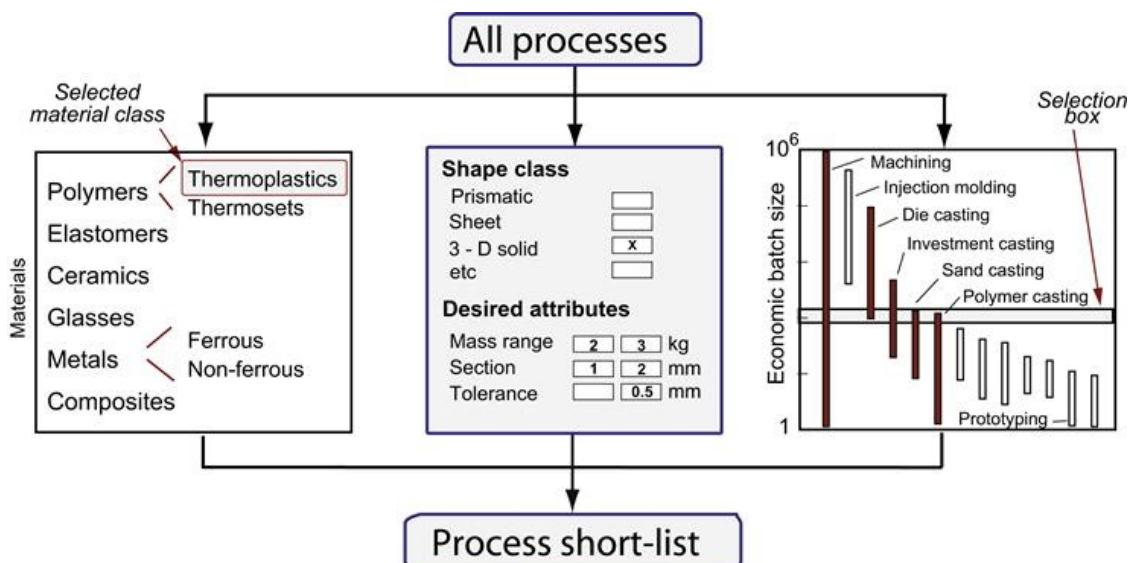 All processes
Selected
material class
Materials
Polymers
Thermoplastics
Thermosets
Elastomers
Ceramics
Glasses
Metals
Ferrous
Non-ferrous
Composites
Shape class
Prismatic
Sheet
3 - D solid x
etc
Desired attributes
Mass range 2 3 kg
Section 1 2 mm
Tolerance 0.5 mm
Selection
box
Economic batch size
10⁶
1
Machining
Injection molding
Die casting
Investment casting
Sand casting
Polymer casting
Prototyping
Process short-list